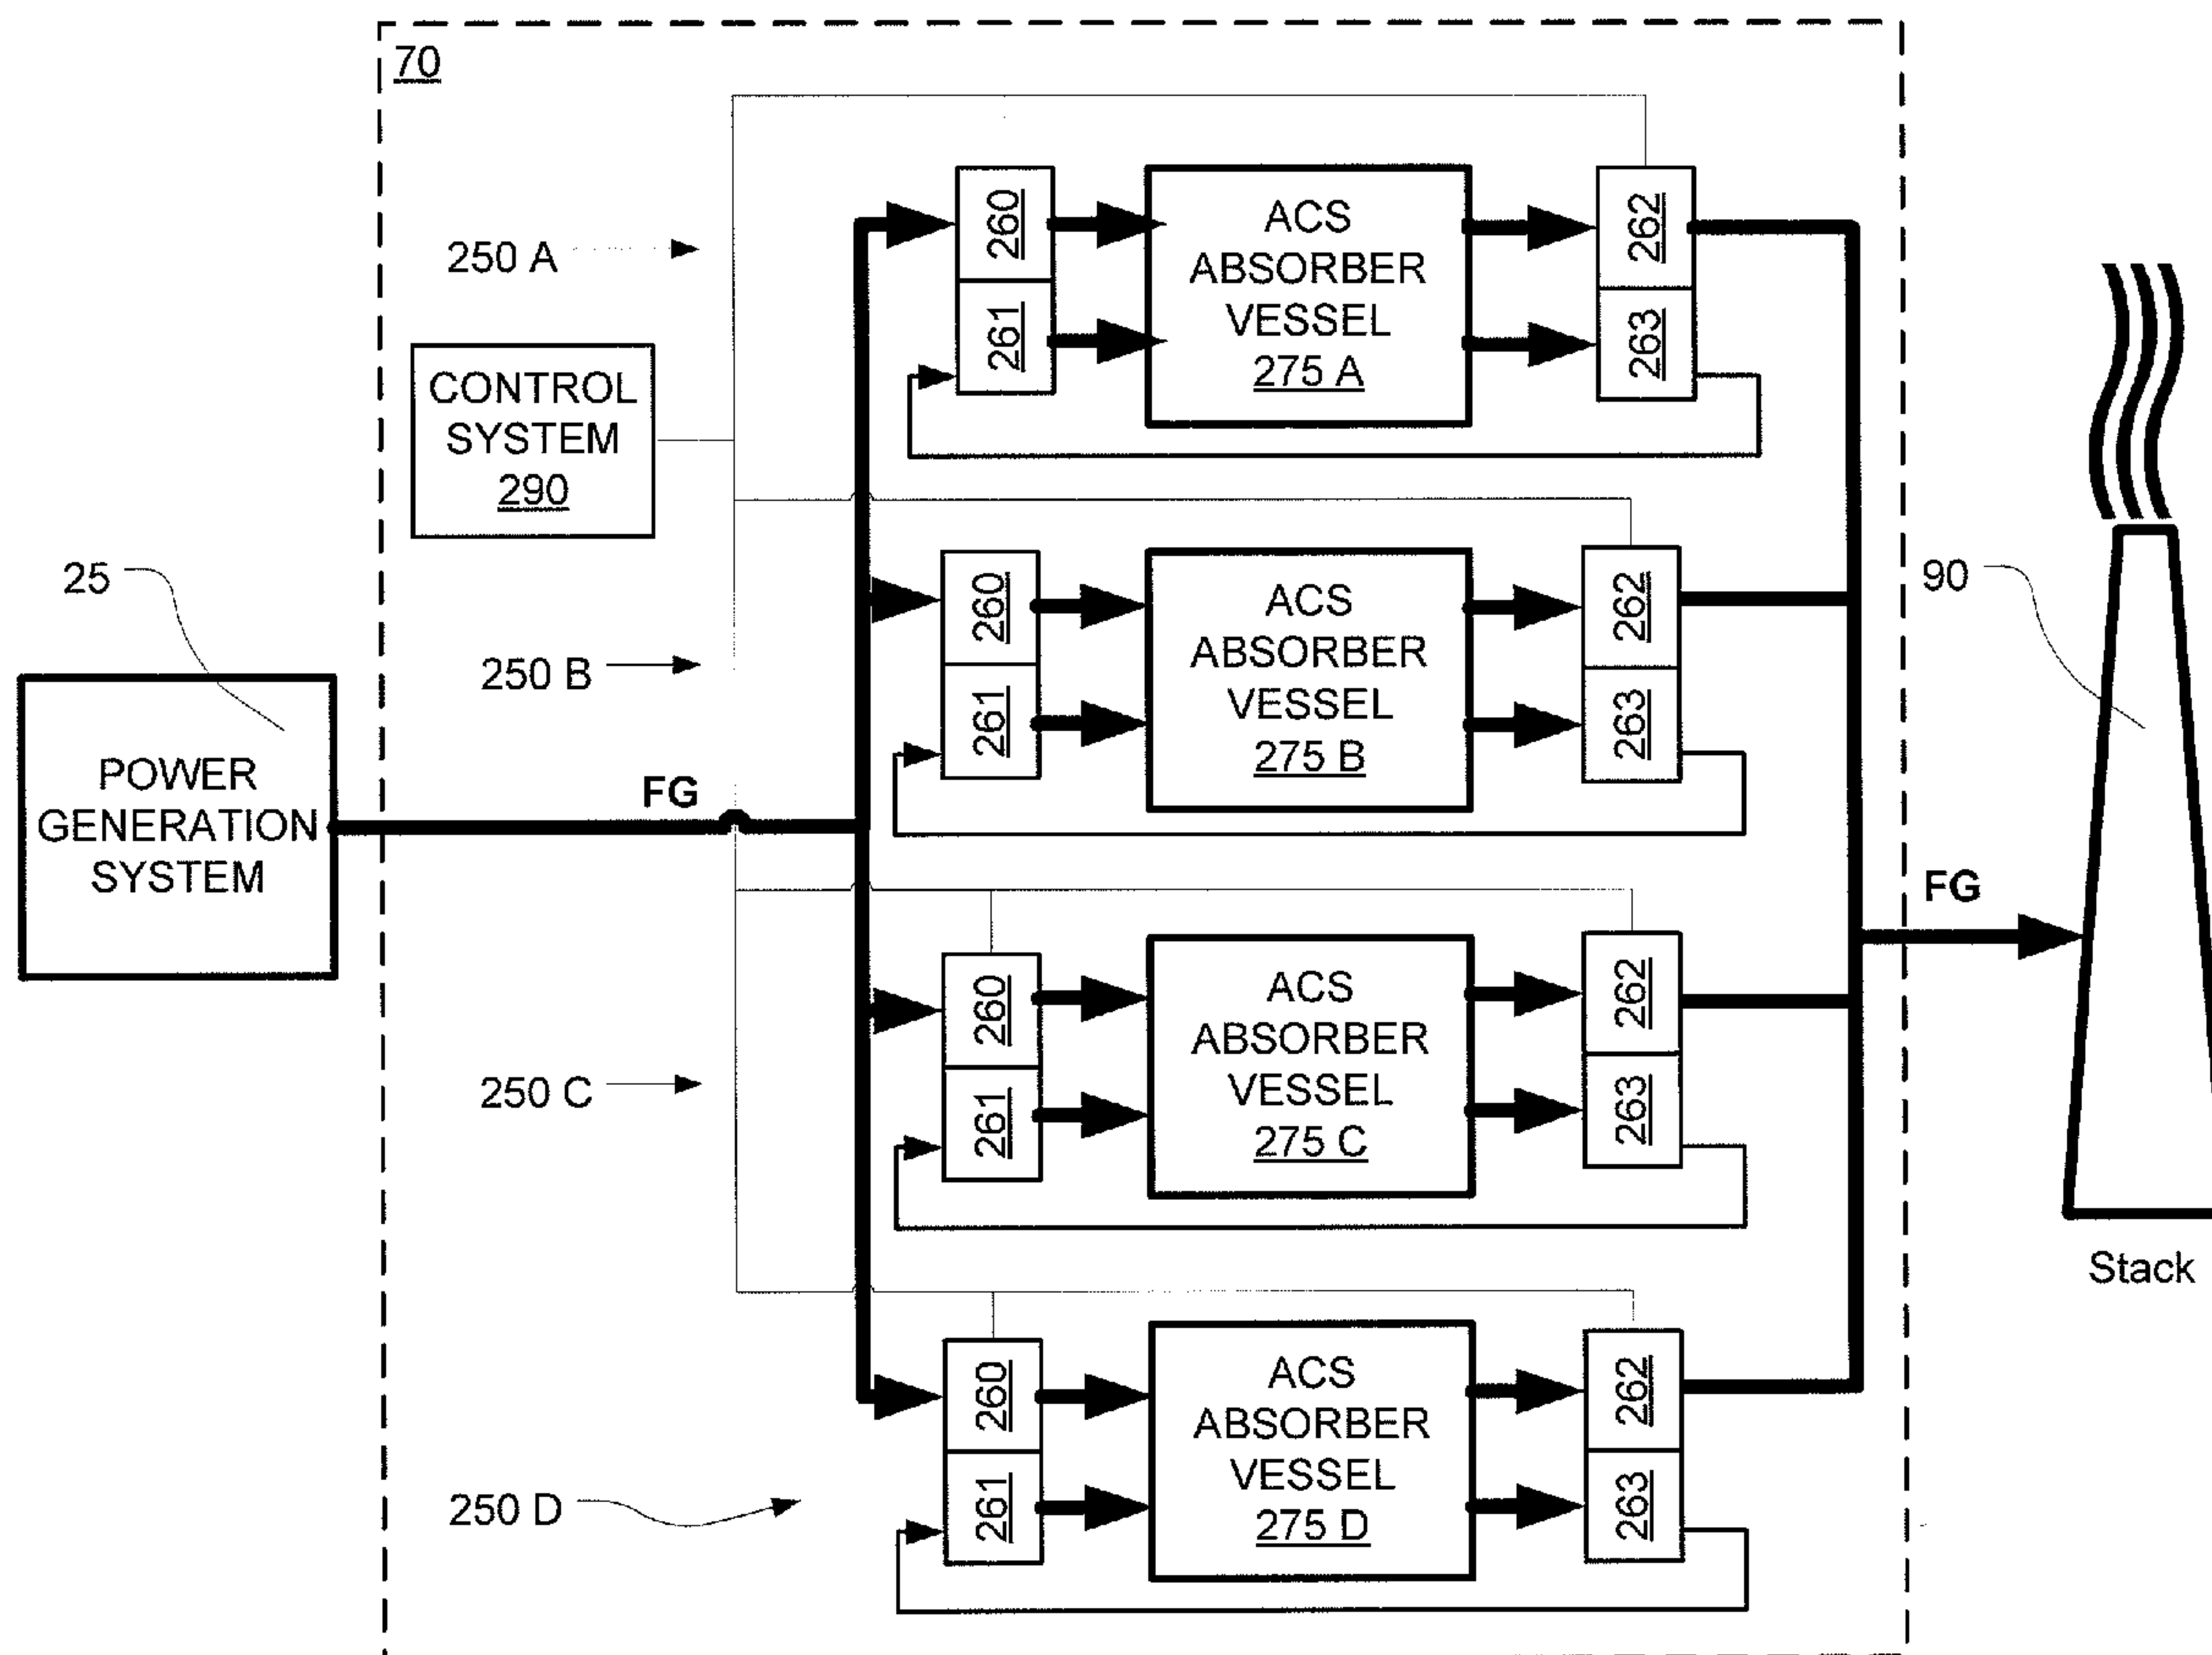 70
250 A
260
261
ACS
ABSORBER
VESSEL
275 A
262
263
CONTROL
SYSTEM
290
25
250 B
260
261
ACS
ABSORBER
VESSEL
275 B
262
263
90
POWER
GENERATION
SYSTEM
FG
FG
250 C
260
261
ACS
ABSORBER
VESSEL
275 C
262
263
Stack
250 D
260
261
ACS
ABSORBER
VESSEL
275 D
262
263